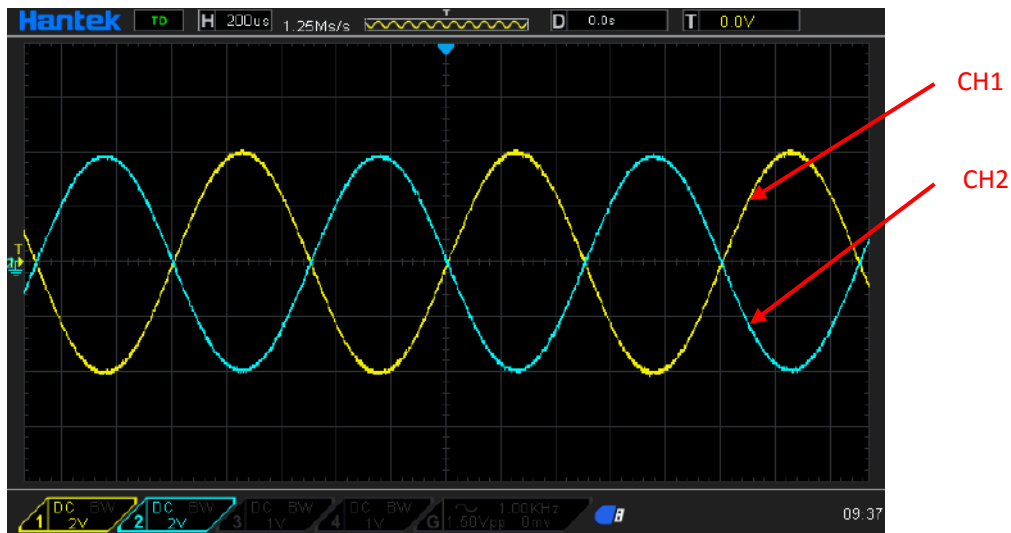 Hantek TD H 200us 1.25Ms/s T D 0.0s T 0.0V
CH1
CH2
T
1 DC BW 2V 2 DC BW 2V 3 DC BW 1V 4 DC BW 1V G 1.00KHz 1.50Vpp 0mv 09:37